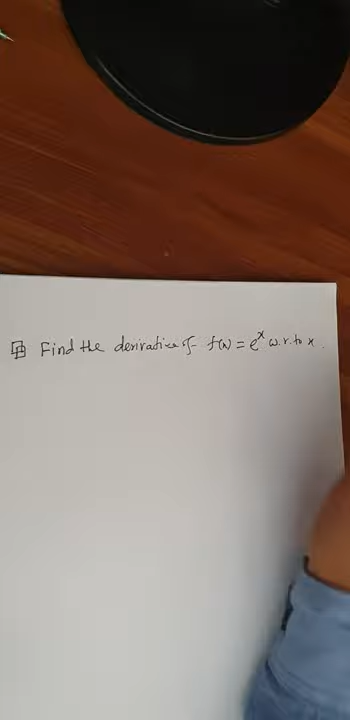 Find the derivative of f(x) = e^x w.r.to x.